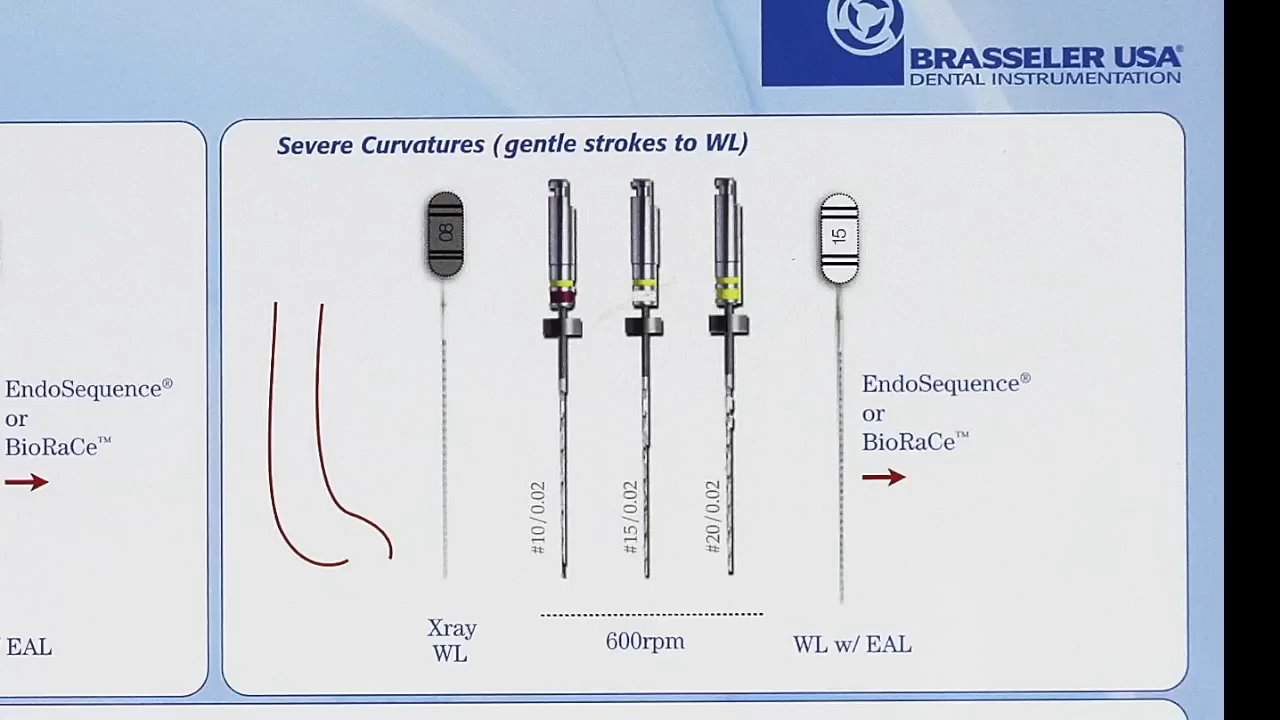 BRASSELER USA®
DENTAL INSTRUMENTATION
EndoSequence®
or
BioRaCe™
EAL
Severe Curvatures (gentle strokes to WL)
08
15
#10/0.02
#15/0.02
#20/0.02
EndoSequence®
or
BioRaCe™
Xray
WL
600rpm
WL w/ EAL